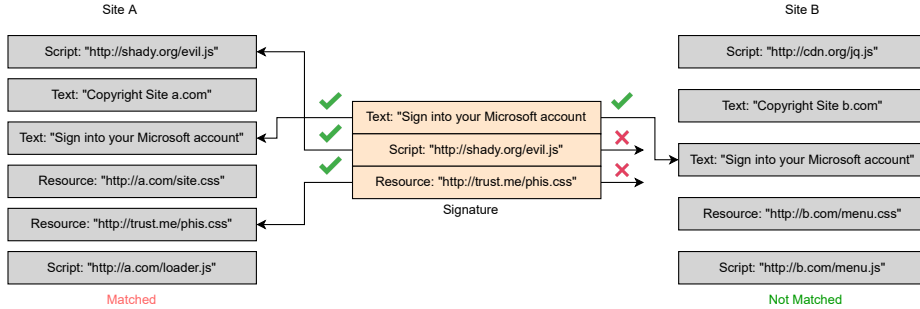 Site A
Script: "http://shady.org/evil.js"
Text: "Copyright Site a.com"
Text: "Sign into your Microsoft account"
Resource: "http://a.com/site.css"
Resource: "http://trust.me/phis.css"
Script: "http://a.com/loader.js"
Matched
Text: "Sign into your Microsoft account
Script: "http://shady.org/evil.js"
Resource: "http://trust.me/phis.css"
Signature
Site B
Script: "http://cdn.org/jq.js"
Text: "Copyright Site b.com"
Text: "Sign into your Microsoft account"
Resource: "http://b.com/menu.css"
Script: "http://b.com/menu.js"
Not Matched